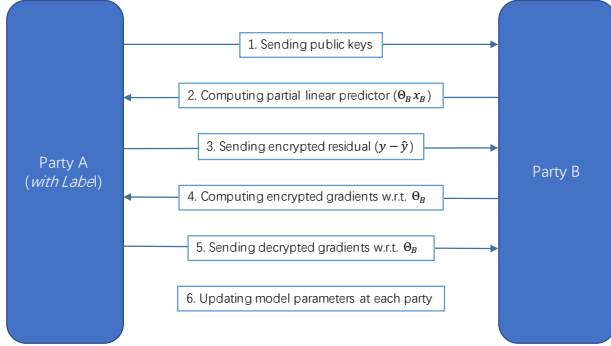 1. Sending public keys
2. Computing partial linear predictor (Θ_B x_B)
3. Sending encrypted residual (y − ŷ)
Party A
(with Label)
Party B
4. Computing encrypted gradients w.r.t. Θ_B
5. Sending decrypted gradients w.r.t. Θ_B
6. Updating model parameters at each party